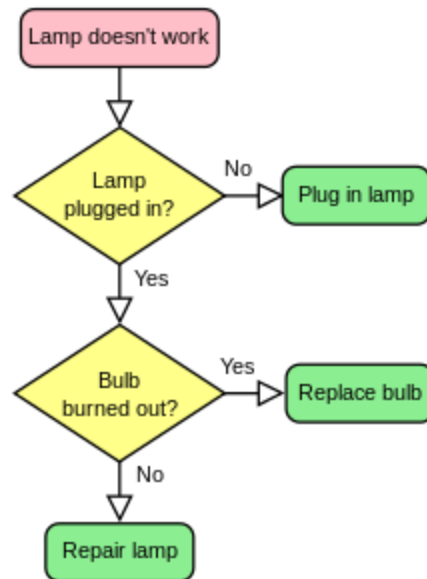 Lamp doesn't work
Lamp
plugged in?
No
Plug in lamp
Yes
Bulb
burned out?
Yes
Replace bulb
No
Repair lamp